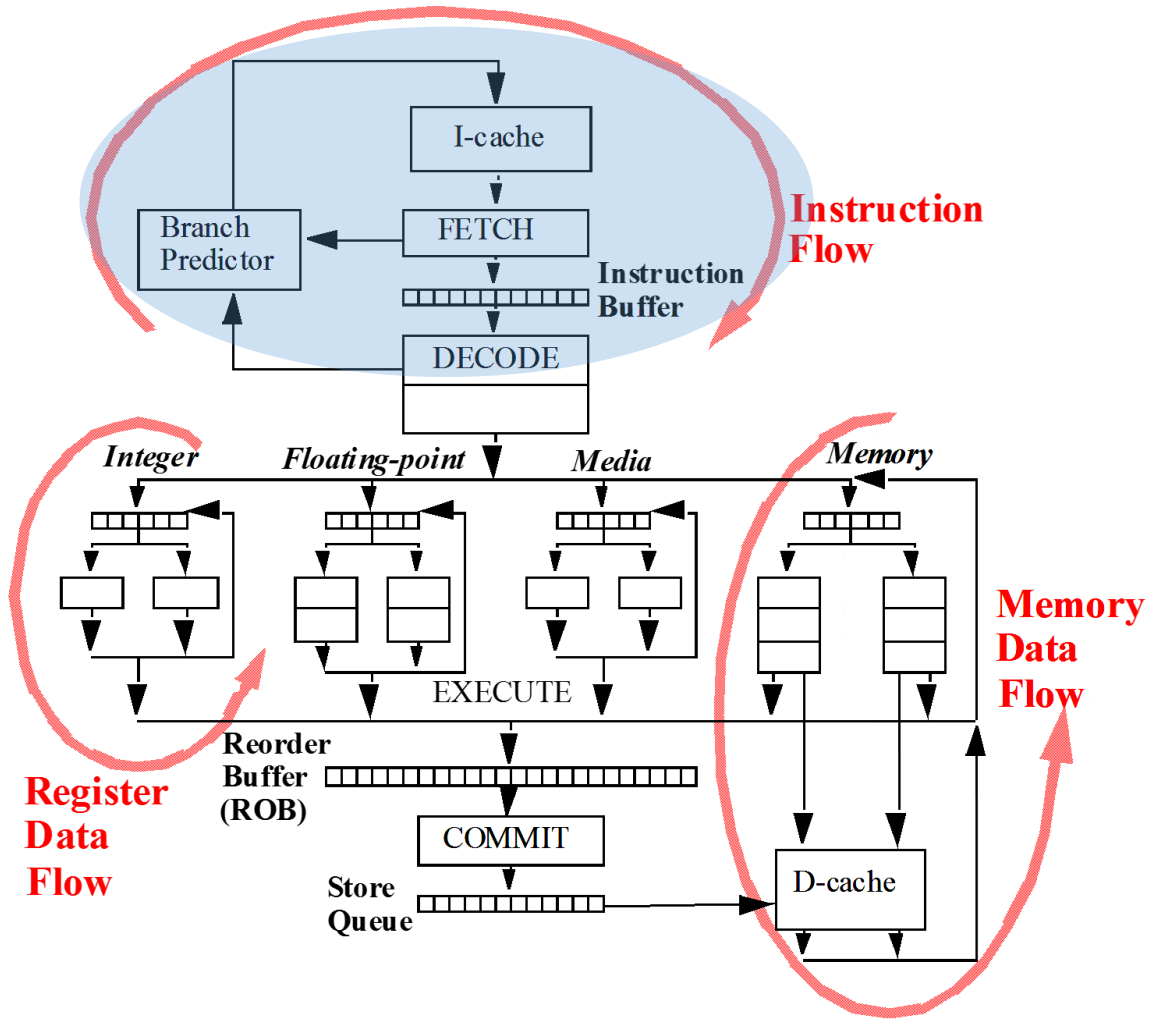 I-cache
Branch
Predictor
FETCH
Instruction
Flow
Instruction
Buffer
DECODE
Integer
Floating-point
Media
Memory
Memory
Data
Flow
EXECUTE
Reorder
Buffer
(ROB)
Register
Data
Flow
COMMIT
Store
Queue
D-cache